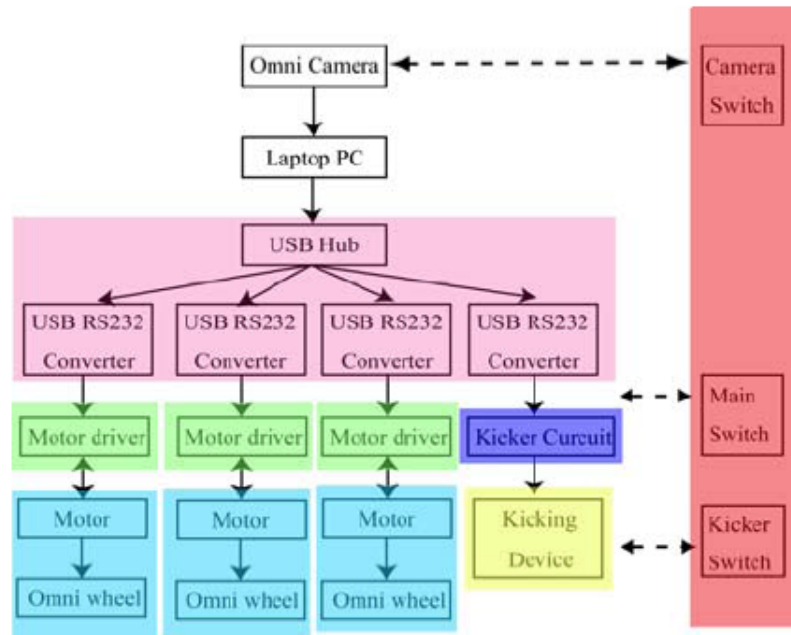 Omni Camera
Camera
Switch
Laptop PC
USB Hub
USB RS232
Converter
USB RS232
Converter
USB RS232
Converter
USB RS232
Converter
Main
Switch
Motor driver
Motor driver
Motor driver
Kicker Curcuit
Motor
Motor
Motor
Kicking
Device
Kicker
Switch
Omni wheel
Omni wheel
Omni wheel